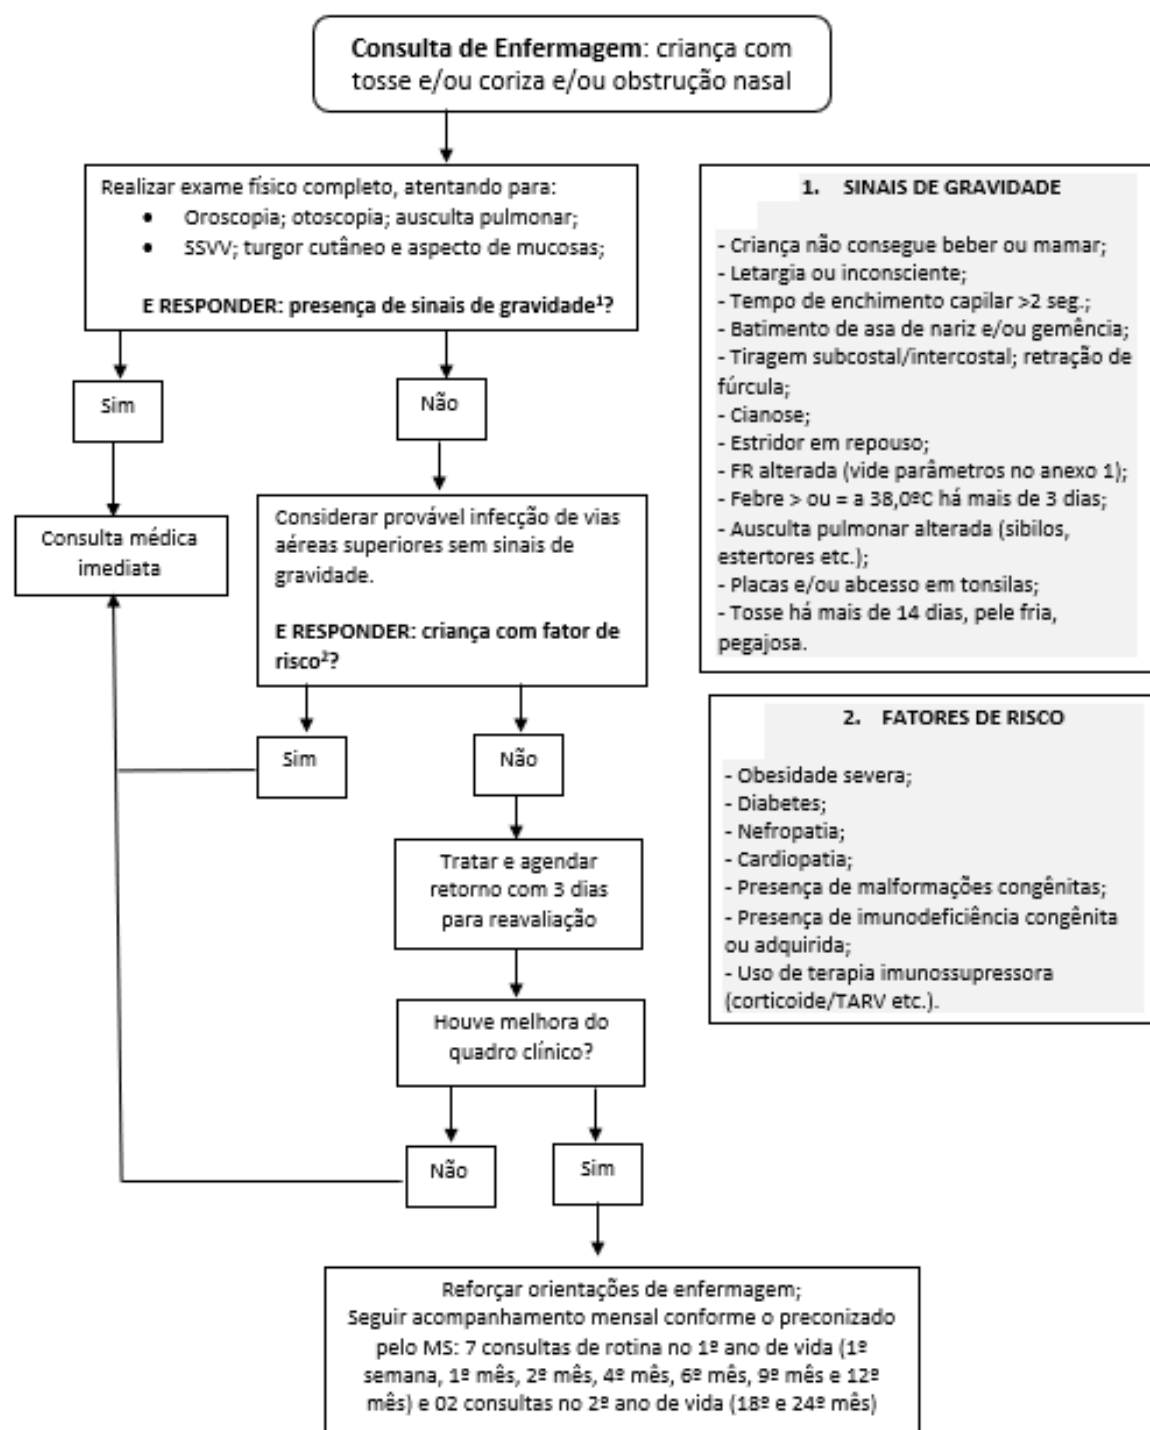 Consulta de Enfermagem: criança com
tosse e/ou coriza e/ou obstrução nasal
Realizar exame físico completo, atentando para:
• Oroscopia; otoscopia; ausculta pulmonar;
• SSVV; turgor cutâneo e aspecto de mucosas;
E RESPONDER: presença de sinais de gravidade¹?
Sim
Não
Consulta médica
imediata
Considerar provável infecção de vias
aéreas superiores sem sinais de
gravidade.
E RESPONDER: criança com fator de
risco²?
Sim
Não
Tratar e agendar
retorno com 3 dias
para reavaliação
Houve melhora do
quadro clínico?
Não
Sim
Reforçar orientações de enfermagem;
Seguir acompanhamento mensal conforme o preconizado
pelo MS: 7 consultas de rotina no 1º ano de vida (1ª
semana, 1º mês, 2º mês, 4º mês, 6º mês, 9º mês e 12º
mês) e 02 consultas no 2º ano de vida (18º e 24º mês)
1. SINAIS DE GRAVIDADE
- Criança não consegue beber ou mamar;
- Letargia ou inconsciente;
- Tempo de enchimento capilar >2 seg.;
- Batimento de asa de nariz e/ou gemência;
- Tiragem subcostal/intercostal; retração de
fúrcula;
- Cianose;
- Estridor em repouso;
- FR alterada (vide parâmetros no anexo 1);
- Febre > ou = a 38,0ºC há mais de 3 dias;
- Ausculta pulmonar alterada (sibilos,
estertores etc.);
- Placas e/ou abcesso em tonsilas;
- Tosse há mais de 14 dias, pele fria,
pegajosa.
2. FATORES DE RISCO
- Obesidade severa;
- Diabetes;
- Nefropatia;
- Cardiopatia;
- Presença de malformações congênitas;
- Presença de imunodeficiência congênita
ou adquirida;
- Uso de terapia imunossupressora
(corticoide/TARV etc.).